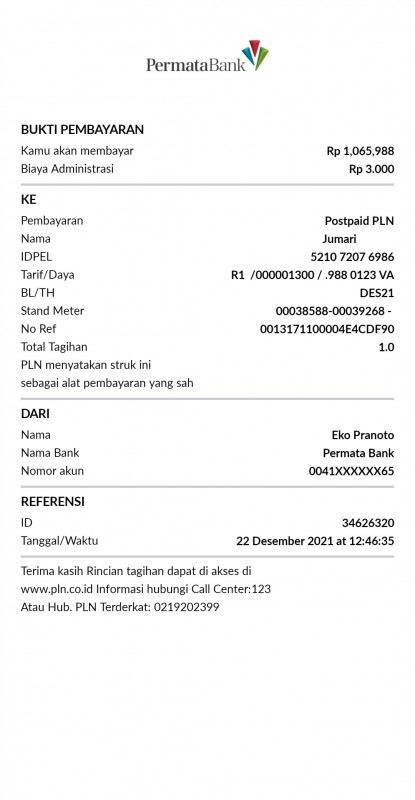 PermataBank
BUKTI PEMBAYARAN
Kamu akan membayar Rp 1,065,988
Biaya Administrasi Rp 3.000
KE
Pembayaran Postpaid PLN
Nama Jumari
IDPEL 5210 7207 6986
Tarif/Daya R1 /000001300 / .988 0123 VA
BL/TH DES21
Stand Meter 00038588-00039268 -
No Ref 0013171100004E4CDF90
Total Tagihan 1.0
PLN menyatakan struk ini
sebagai alat pembayaran yang sah
DARI
Nama Eko Pranoto
Nama Bank Permata Bank
Nomor akun 0041XXXXXX65
REFERENSI
ID 34626320
Tanggal/Waktu 22 Desember 2021 at 12:46:35
Terima kasih Rincian tagihan dapat di akses di
www.pln.co.id Informasi hubungi Call Center:123
Atau Hub. PLN Terderkat: 0219202399